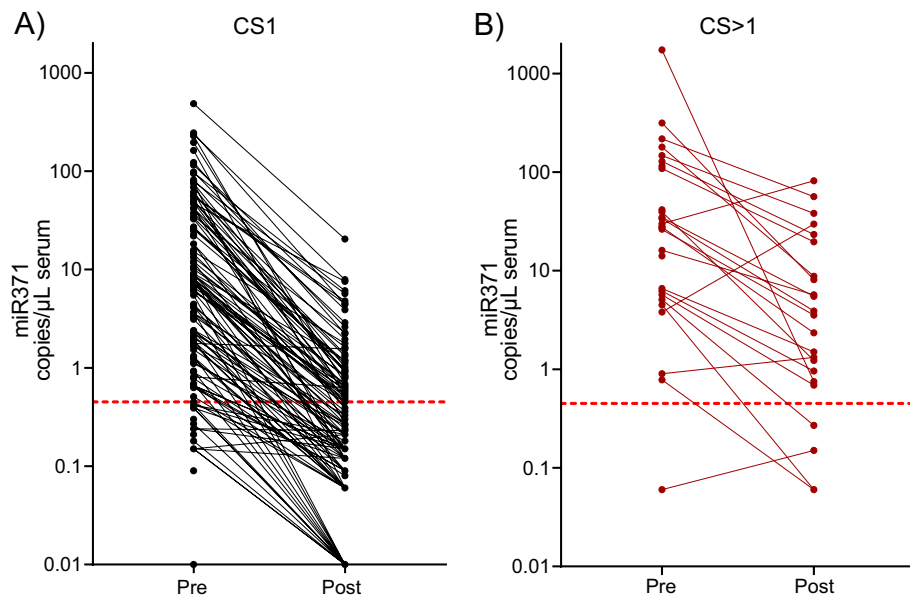 A)
CS1
miR371
copies/µL serum
1000
100
10
1
0.1
0.01
Pre
Post
B)
CS>1
miR371
copies/µL serum
1000
100
10
1
0.1
0.01
Pre
Post